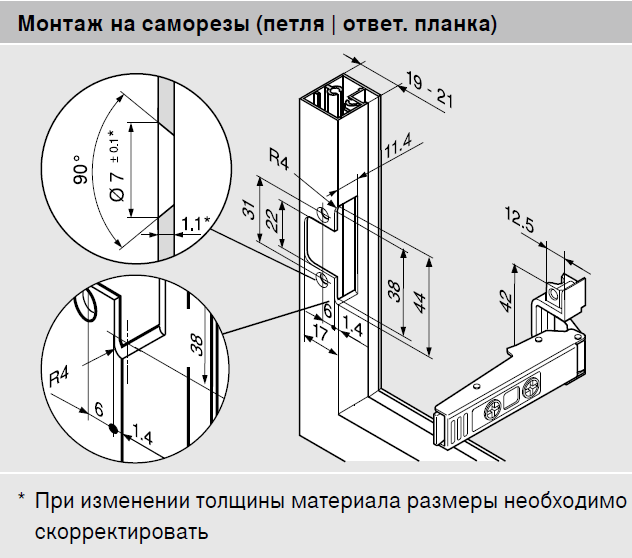 Монтаж на саморезы (петля | ответ. планка)
19 - 21
90°
Ø 7 ± 0.1*
1.1*
R4
11.4
31
22
12.5
42
38
44
6
1.4
17
R4
38
6
1.4
* При изменении толщины материала размеры необходимо
скорректировать